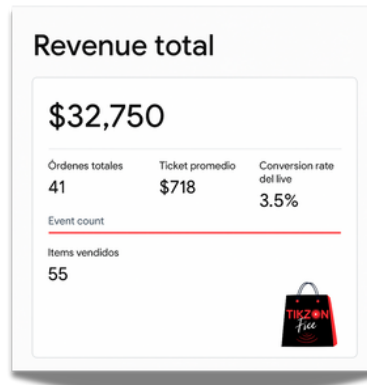 Revenue total
$32,750
Órdenes totales
41
Ticket promedio
$718
Conversion rate
del live
3.5%
Event count
Items vendidos
55
TIKZON
Free